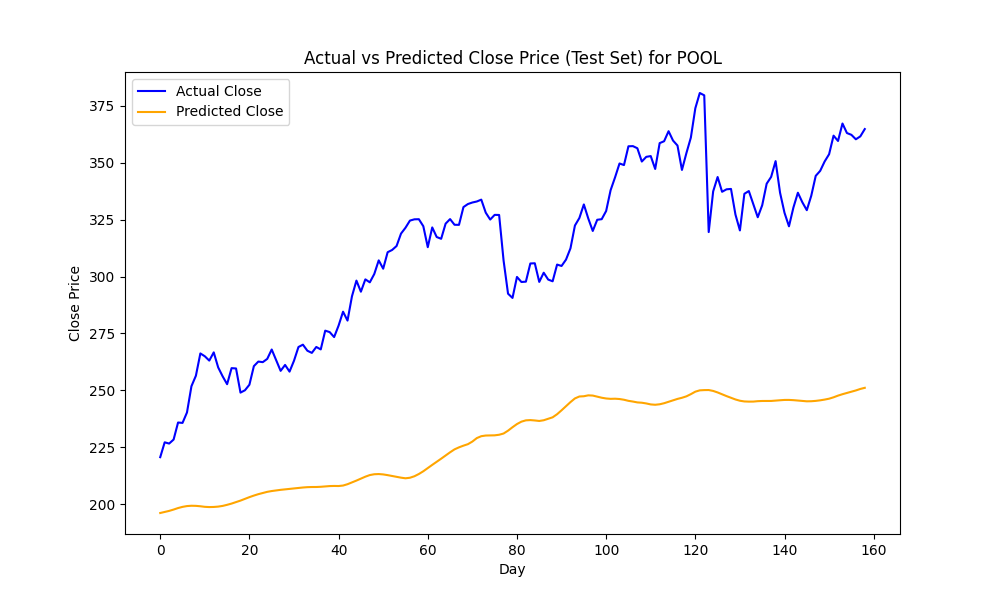 Actual vs Predicted Close Price (Test Set) for POOL
Actual Close
Predicted Close
375
350
325
300
275
250
225
200
Close Price
0 20 40 60 80 100 120 140 160
Day